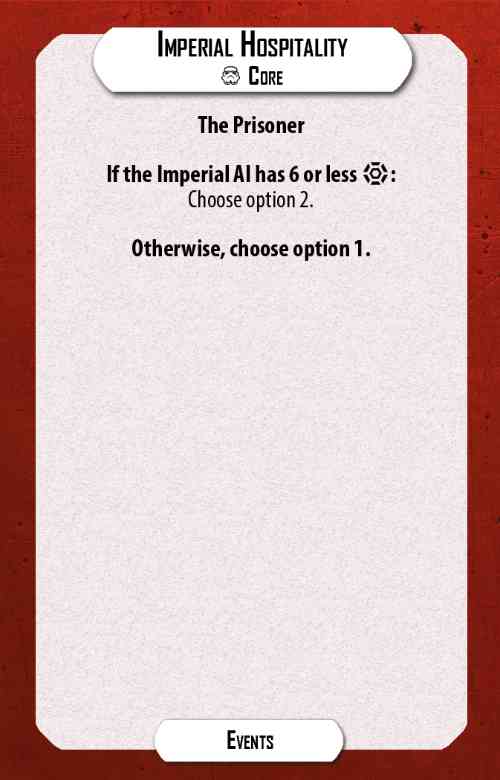 Imperial Hospitality
Core
The Prisoner
If the Imperial AI has 6 or less :
Choose option 2.
Otherwise, choose option 1.
Events